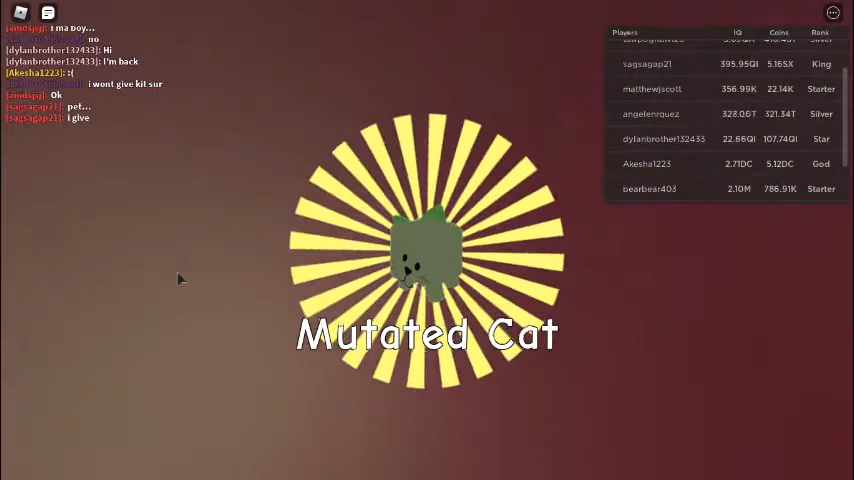 [amdsjsj]: I ma boy...
no
[dylanbrother132433]: Hi
[dylanbrother132433]: I'm back
[Akesha1223]: :(
i wont give kit sur
[amdsjsj]: Ok
[sagsagap21]: pet...
[sagsagap21]: i give
Players IQ Coins Rank
sagsagap21 395.95QI 5.16SX King
matthewjscott 356.99K 22.14K Starter
angelenrquez 328.06T 321.34T Silver
dylanbrother132433 22.66QI 107.74QI Star
Akesha1223 2.71DC 5.12DC God
bearbear403 2.10M 786.91K Starter
Mutated Cat